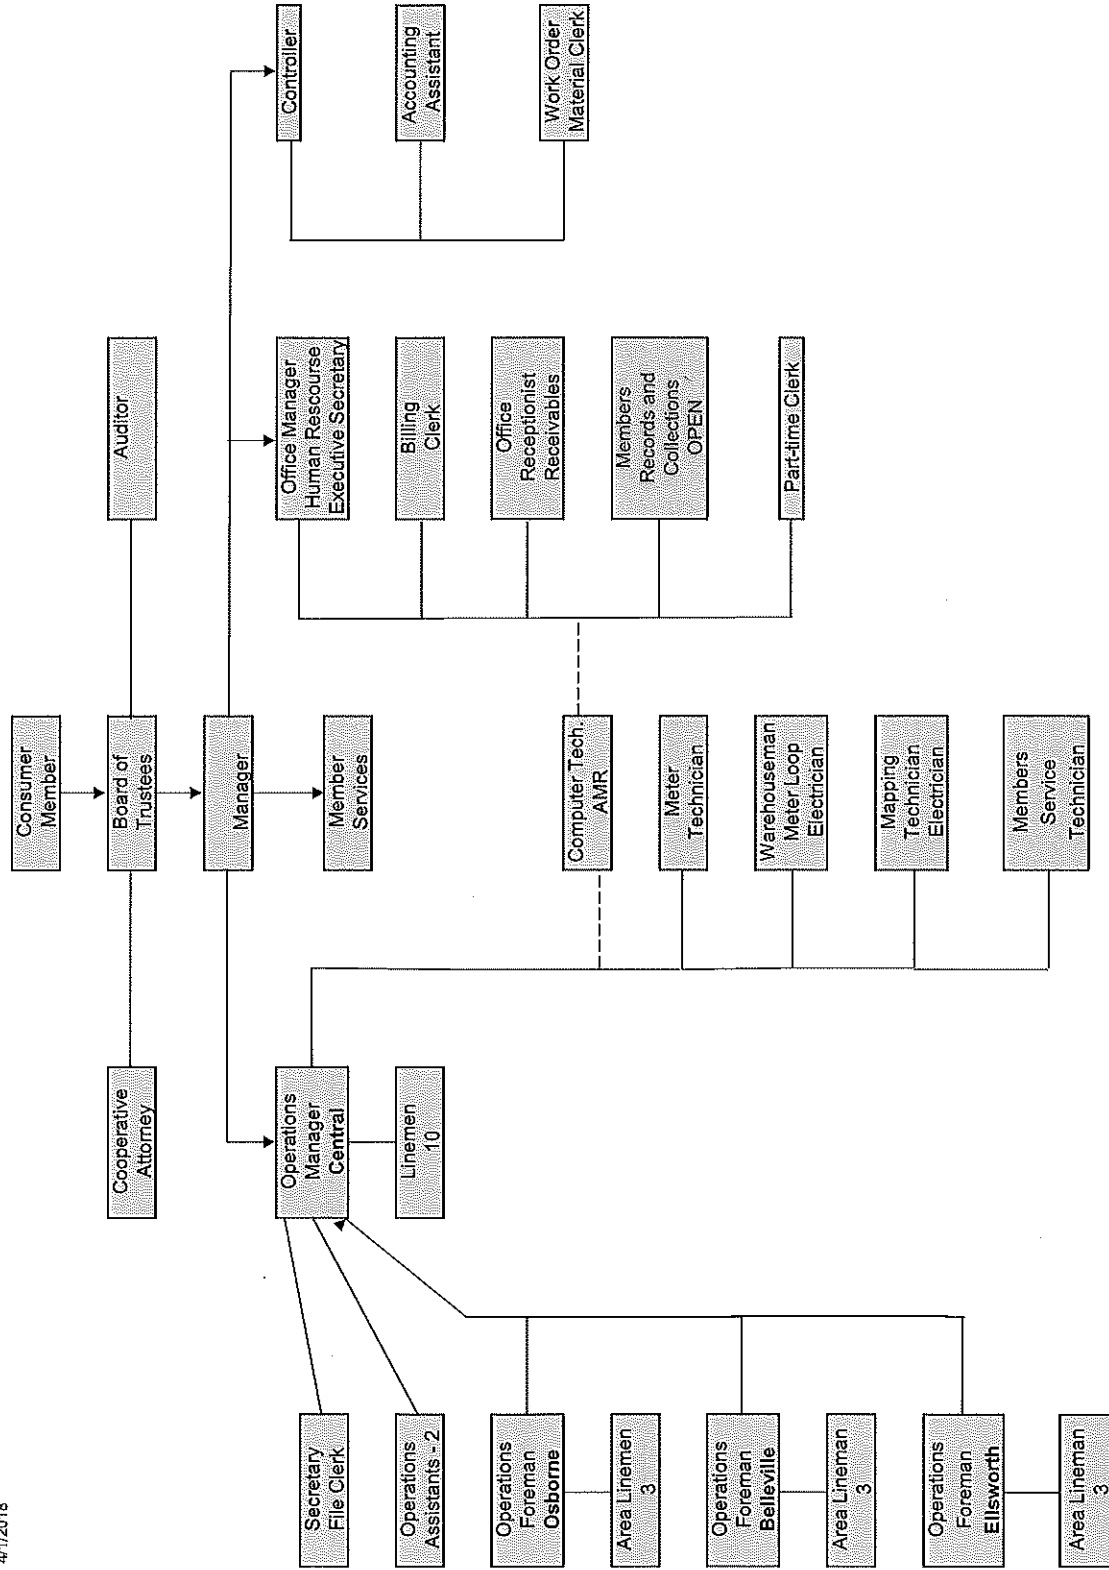 4/1/2018
Consumer
Member
Cooperative
Attorney
Board of
Trustees
Auditor
Manager
Operations
Manager
Central
Member
Services
Office Manager
Human Rescourse
Executive Secretary
Controller
Secretary
File Clerk
Operations
Assistants - 2
Linemen
10
Billing
Clerk
Accounting
Assistant
Operations
Foreman
Osborne
Office
Receptionist
Receivables
Work Order
Material Clerk
Computer Tech.
AMR
Area Linemen
3
Meter
Technician
Members
Records and
Collections
OPEN
Operations
Foreman
Belleville
Warehouseman
Meter Loop
Electrician
Part-time Clerk
Area Lineman
3
Mapping
Technician
Electrician
Operations
Foreman
Ellsworth
Members
Service
Technician
Area Lineman
3